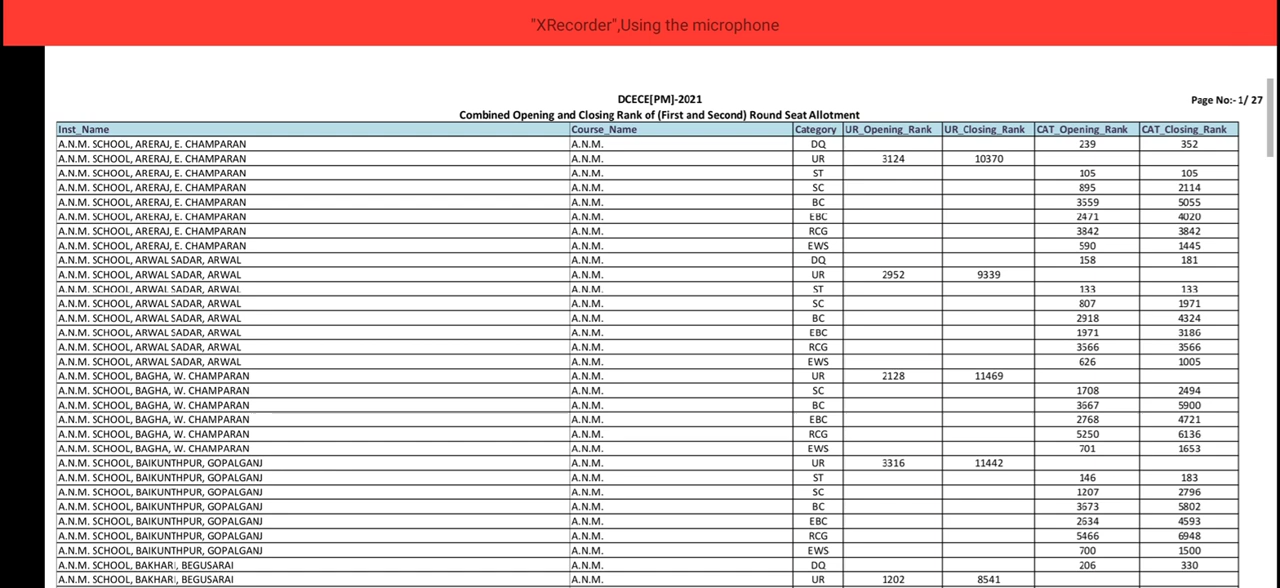 "XRecorder",Using the microphone
DCECE[PM]-2021
Page No:- 1/ 27
Combined Opening and Closing Rank of (First and Second) Round Seat Allotment
Inst_Name Course_Name Category UR_Opening_Rank UR_Closing_Rank CAT_Opening_Rank CAT_Closing_Rank
A.N.M. SCHOOL, ARERAJ, E. CHAMPARAN A.N.M. DQ 239 352
A.N.M. SCHOOL, ARERAJ, E. CHAMPARAN A.N.M. UR 3124 10370
A.N.M. SCHOOL, ARERAJ, E. CHAMPARAN A.N.M. ST 105 105
A.N.M. SCHOOL, ARERAJ, E. CHAMPARAN A.N.M. SC 895 2114
A.N.M. SCHOOL, ARERAJ, E. CHAMPARAN A.N.M. BC 3559 5055
A.N.M. SCHOOL, ARERAJ, E. CHAMPARAN A.N.M. EBC 2471 4020
A.N.M. SCHOOL, ARERAJ, E. CHAMPARAN A.N.M. RCG 3842 3842
A.N.M. SCHOOL, ARERAJ, E. CHAMPARAN A.N.M. EWS 590 1445
A.N.M. SCHOOL, ARWAL SADAR, ARWAL A.N.M. DQ 158 181
A.N.M. SCHOOL, ARWAL SADAR, ARWAL A.N.M. UR 2952 9339
A.N.M. SCHOOL, ARWAL SADAR, ARWAL A.N.M. ST 133 133
A.N.M. SCHOOL, ARWAL SADAR, ARWAL A.N.M. SC 807 1971
A.N.M. SCHOOL, ARWAL SADAR, ARWAL A.N.M. BC 2918 4324
A.N.M. SCHOOL, ARWAL SADAR, ARWAL A.N.M. EBC 1971 3186
A.N.M. SCHOOL, ARWAL SADAR, ARWAL A.N.M. RCG 3566 3566
A.N.M. SCHOOL, ARWAL SADAR, ARWAL A.N.M. EWS 626 1005
A.N.M. SCHOOL, BAGHA, W. CHAMPARAN A.N.M. UR 2128 11469
A.N.M. SCHOOL, BAGHA, W. CHAMPARAN A.N.M. SC 1708 2494
A.N.M. SCHOOL, BAGHA, W. CHAMPARAN A.N.M. BC 3667 5900
A.N.M. SCHOOL, BAGHA, W. CHAMPARAN A.N.M. EBC 2768 4721
A.N.M. SCHOOL, BAGHA, W. CHAMPARAN A.N.M. RCG 5250 6136
A.N.M. SCHOOL, BAGHA, W. CHAMPARAN A.N.M. EWS 701 1653
A.N.M. SCHOOL, BAIKUNTHPUR, GOPALGANJ A.N.M. UR 3316 11442
A.N.M. SCHOOL, BAIKUNTHPUR, GOPALGANJ A.N.M. ST 146 183
A.N.M. SCHOOL, BAIKUNTHPUR, GOPALGANJ A.N.M. SC 1207 2796
A.N.M. SCHOOL, BAIKUNTHPUR, GOPALGANJ A.N.M. BC 3673 5802
A.N.M. SCHOOL, BAIKUNTHPUR, GOPALGANJ A.N.M. EBC 2534 4593
A.N.M. SCHOOL, BAIKUNTHPUR, GOPALGANJ A.N.M. RCG 5466 6948
A.N.M. SCHOOL, BAIKUNTHPUR, GOPALGANJ A.N.M. EWS 700 1500
A.N.M. SCHOOL, BAKHARI, BEGUSARAI A.N.M. DQ 206 330
A.N.M. SCHOOL, BAKHARI, BEGUSARAI A.N.M. UR 1202 8541